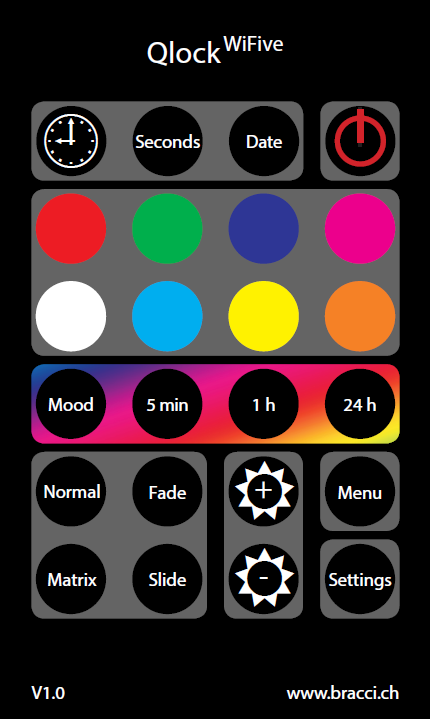 Qlock WiFive
Seconds Date
Mood 5 min 1 h 24 h
Normal Fade + Menu
Matrix Slide - Settings
V1.0 www.bracci.ch